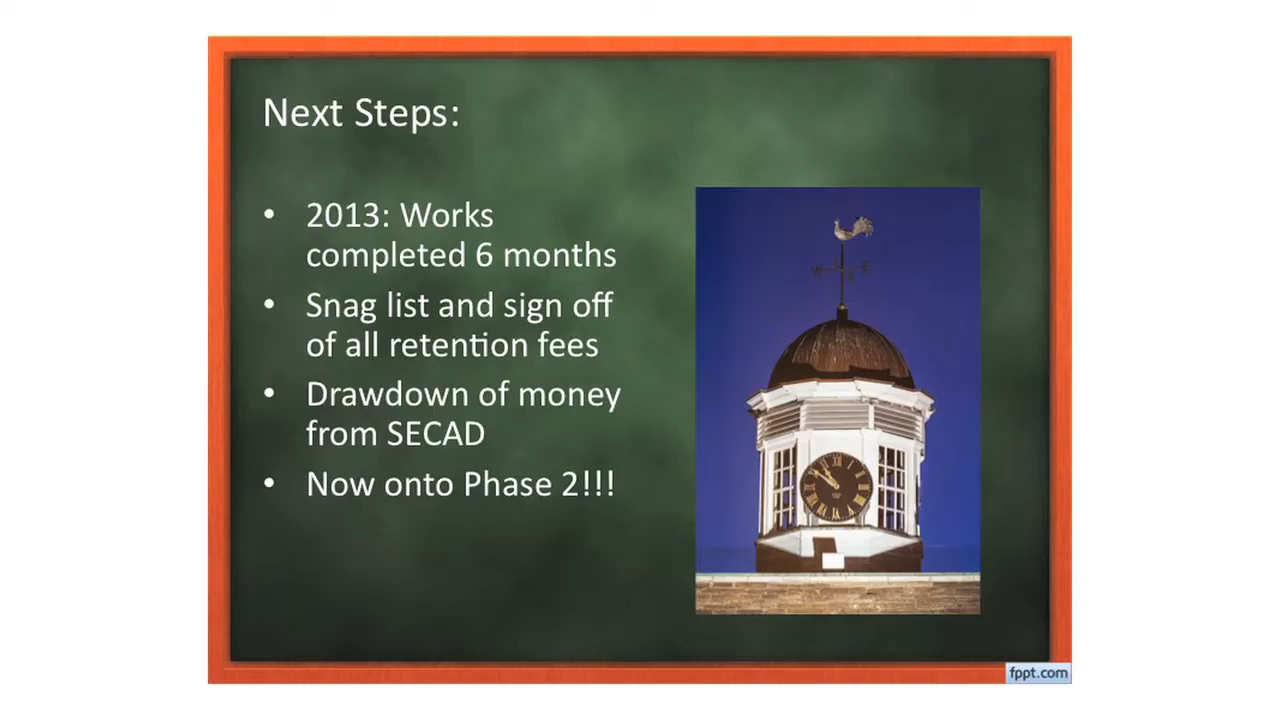 Next Steps:
• 2013: Works
completed 6 months
• Snag list and sign off
of all retention fees
• Drawdown of money
from SECAD
• Now onto Phase 2!!!
fppt.com